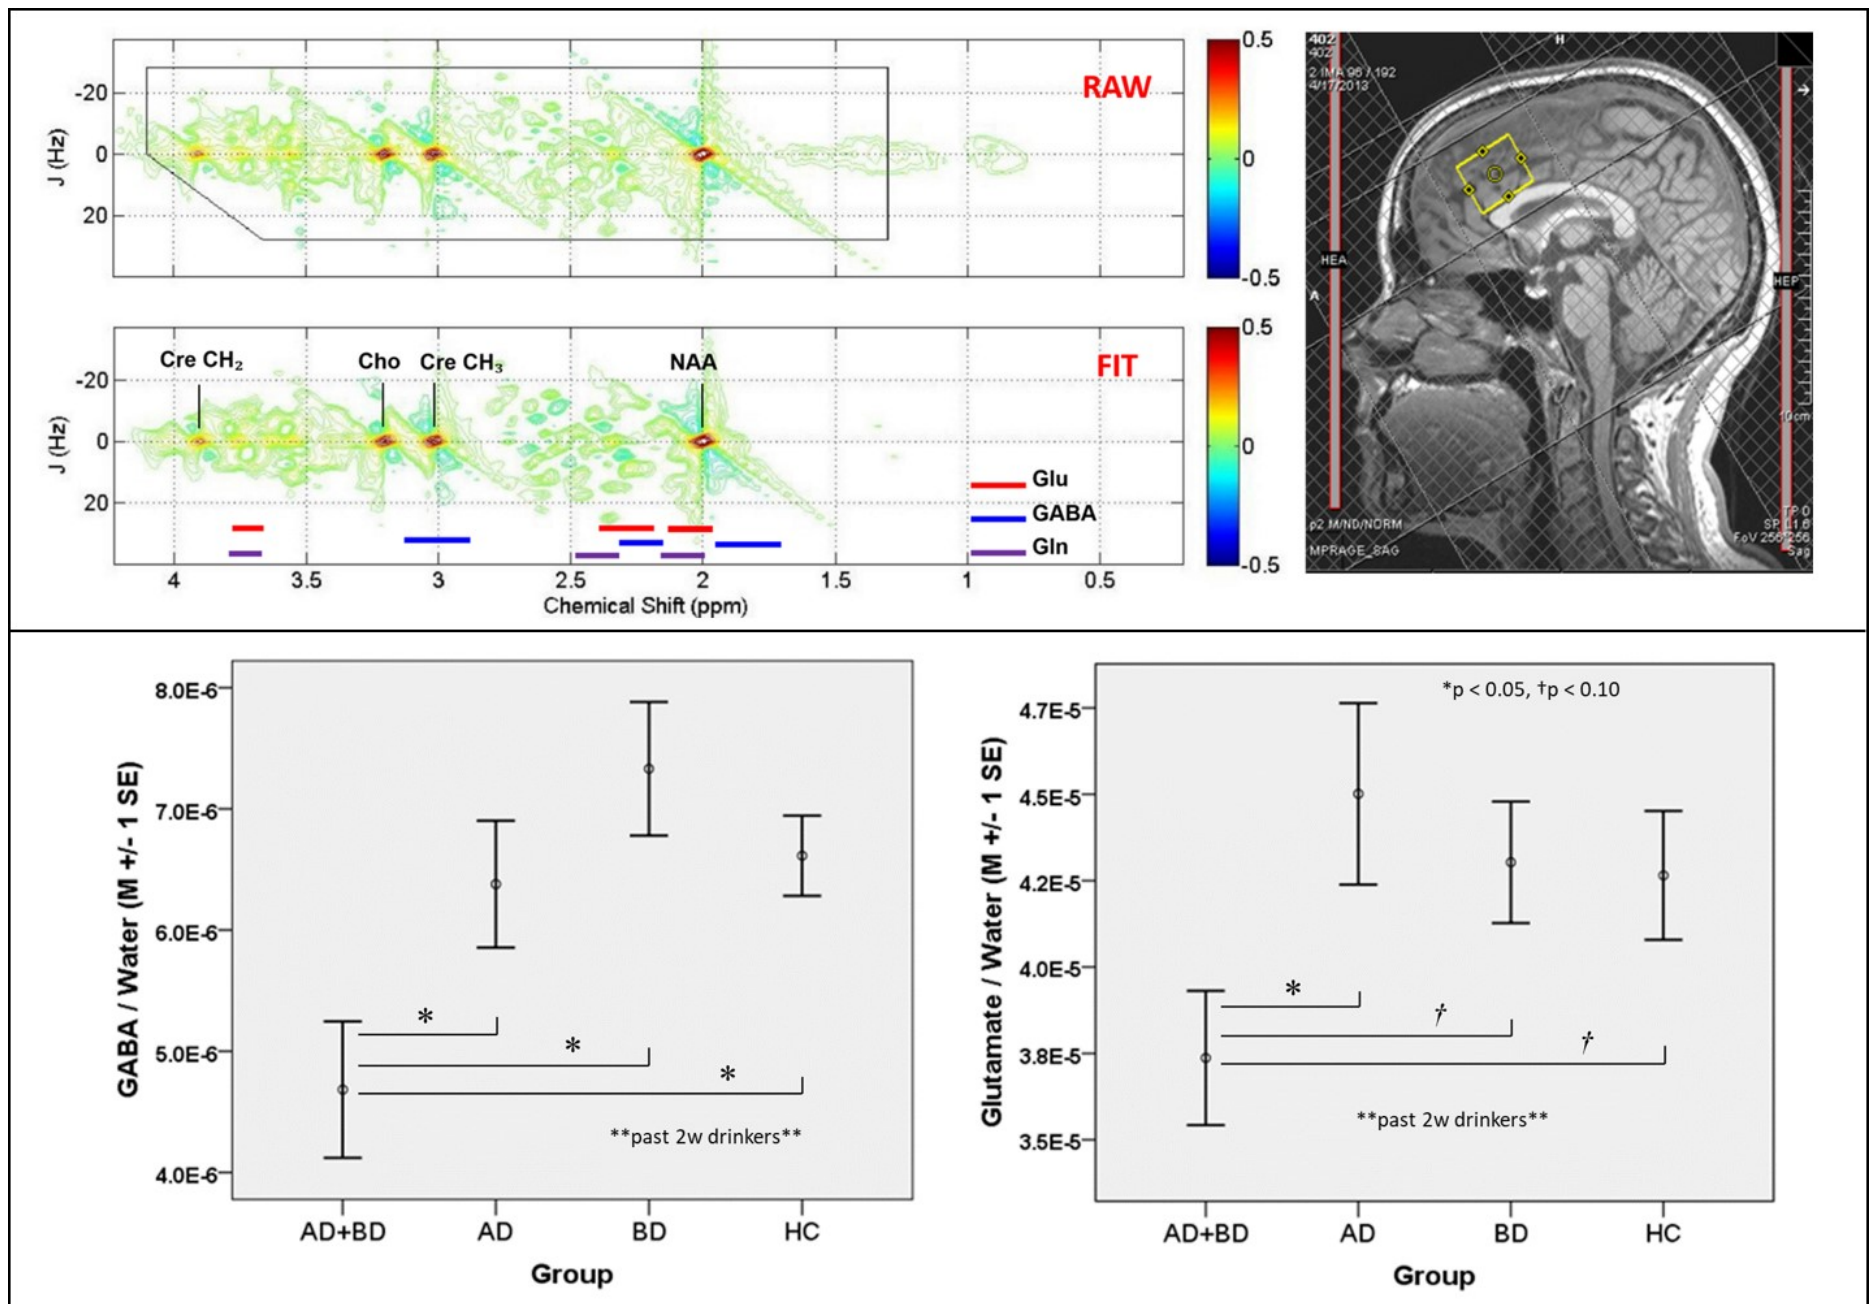 RAW
-20
0
20
J (Hz)
0.5
0
-0.5
Cre CH₂
Cho
Cre CH₃
NAA
FIT
-20
0
20
J (Hz)
Glu
GABA
Gln
4 3.5 3 2.5 2 1.5 1 0.5
Chemical Shift (ppm)
0.5
0
-0.5
402
402
2 IMA 96 / 192
4/17/2013
H
HEA
A
HEP
10cm
p2 M/ND/NORM
MPRAGE_SAG
TP 0
FoV 256*256
Sag
GABA / Water (M +/- 1 SE)
8.0E-6
7.0E-6
6.0E-6
5.0E-6
4.0E-6
*
*
*
**past 2w drinkers**
AD+BD AD BD HC
Group
Glutamate / Water (M +/- 1 SE)
*p < 0.05, †p < 0.10
4.7E-5
4.5E-5
4.2E-5
4.0E-5
3.8E-5
3.5E-5
*
†
†
**past 2w drinkers**
AD+BD AD BD HC
Group